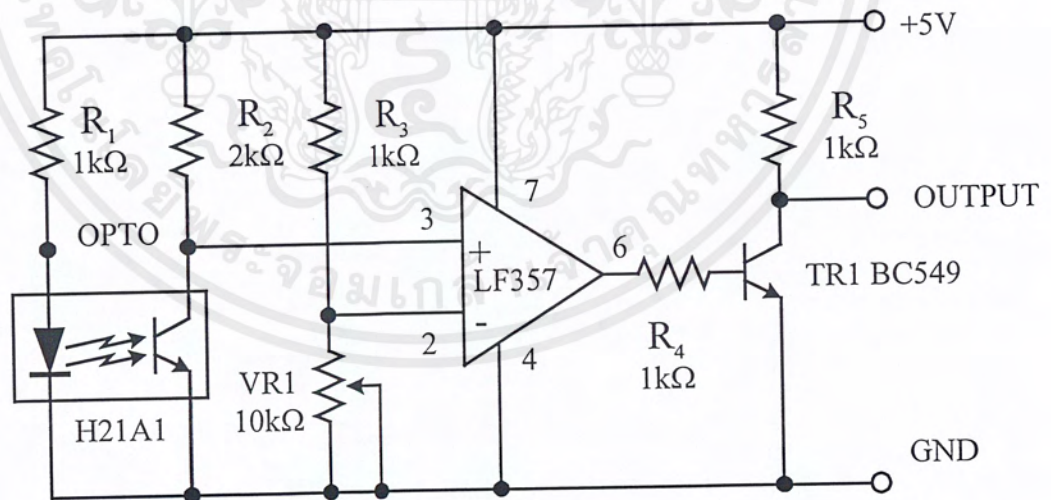 +5V
R1
1kΩ
R2
2kΩ
R3
1kΩ
R5
1kΩ
OPTO
3
+
7
LF357
6
OUTPUT
TR1 BC549
2
-
4
R4
1kΩ
VR1
10kΩ
H21A1
GND